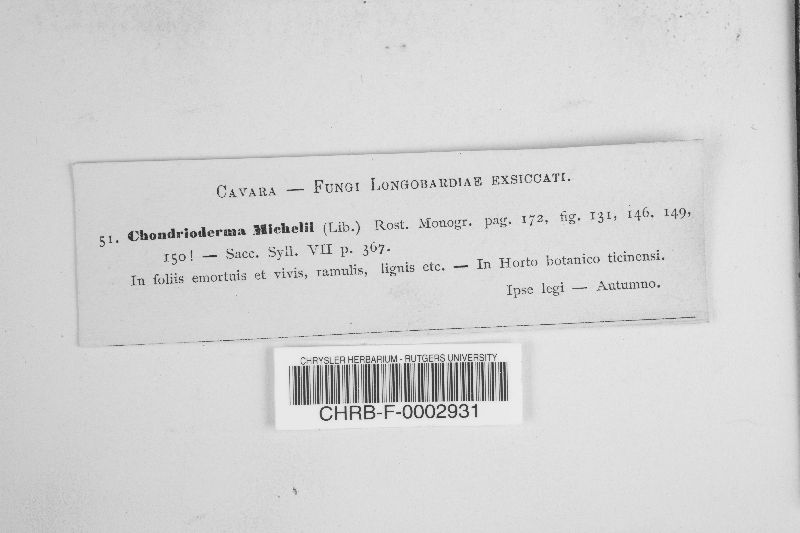 CAVARA — FUNGI LONGOBARDIAE EXSICCATI.
51. Chondrioderma Michelii (Lib.) Rost. Monogr. pag. 172, fig. 131, 146, 149,
150! — Sacc. Syll. VII p. 367.
In foliis emortuis et vivis, ramulis, lignis etc. — In Horto botanico ticinensi.
Ipse legi — Autumno.
CHRYSLER HERBARIUM - RUTGERS UNIVERSITY
CHRB-F-0002931